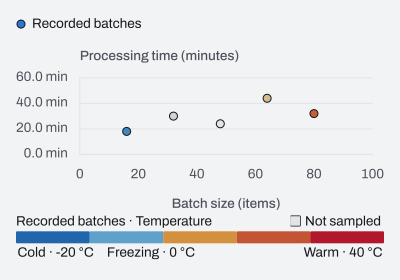 Recorded batches
Processing time (minutes)
60.0 min
40.0 min
20.0 min
0.0 min
0 20 40 60 80 100
Batch size (items)
Recorded batches · Temperature Not sampled
Cold · -20 °C Freezing · 0 °C Warm · 40 °C